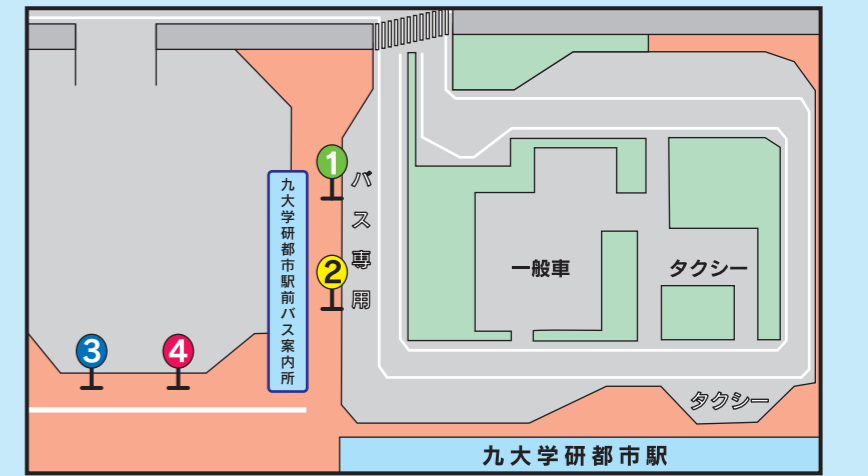 1
バス専用
九大学研都市駅前バス案内所
2
一般車
タクシー
3
4
タクシー
九大学研都市駅